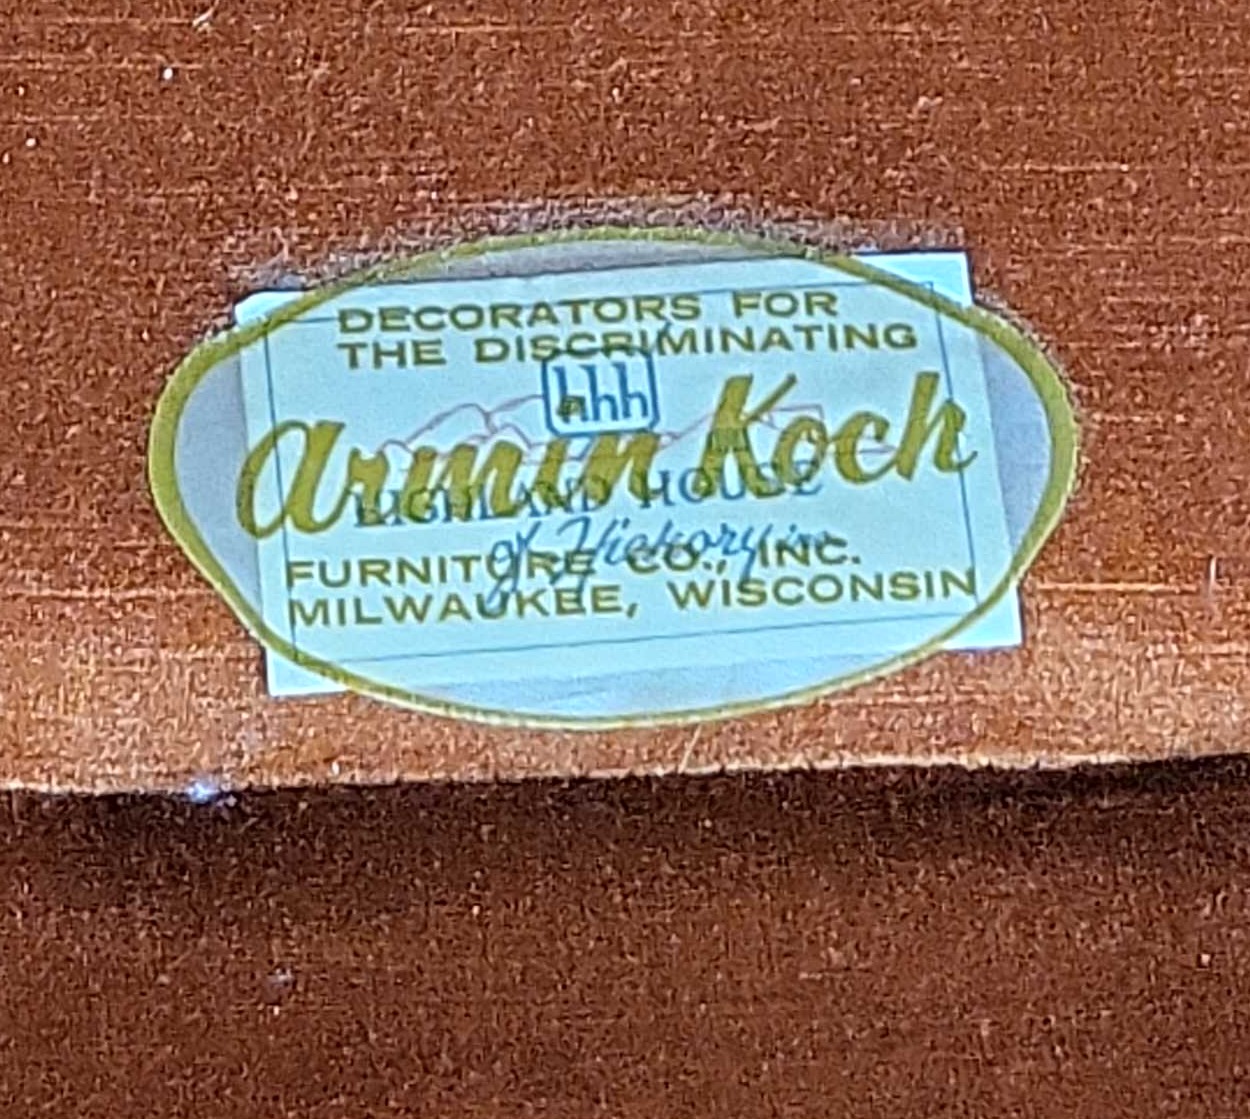 DECORATORS FOR
THE DISCRIMINATING
hhh
Armin Koch
HIGHLAND HOUSE
of Hickory inc
FURNITURE CO., INC.
MILWAUKEE, WISCONSIN